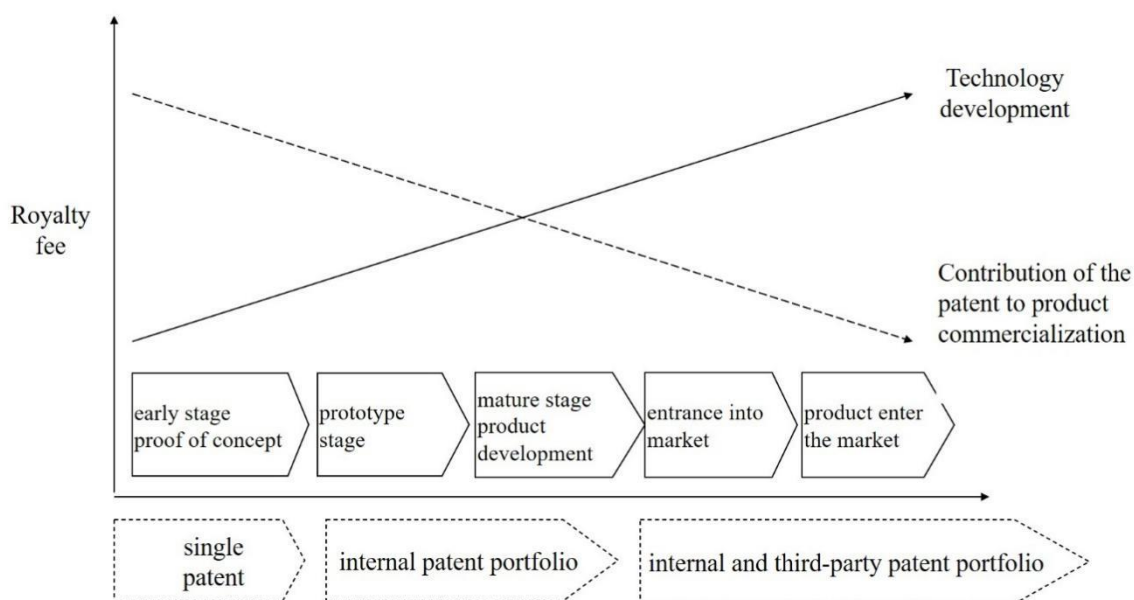 Technology
development
Royalty
fee
Contribution of the
patent to product
commercialization
early stage
proof of concept
prototype
stage
mature stage
product
development
entrance into
market
product enter
the market
single
patent
internal patent portfolio
internal and third-party patent portfolio